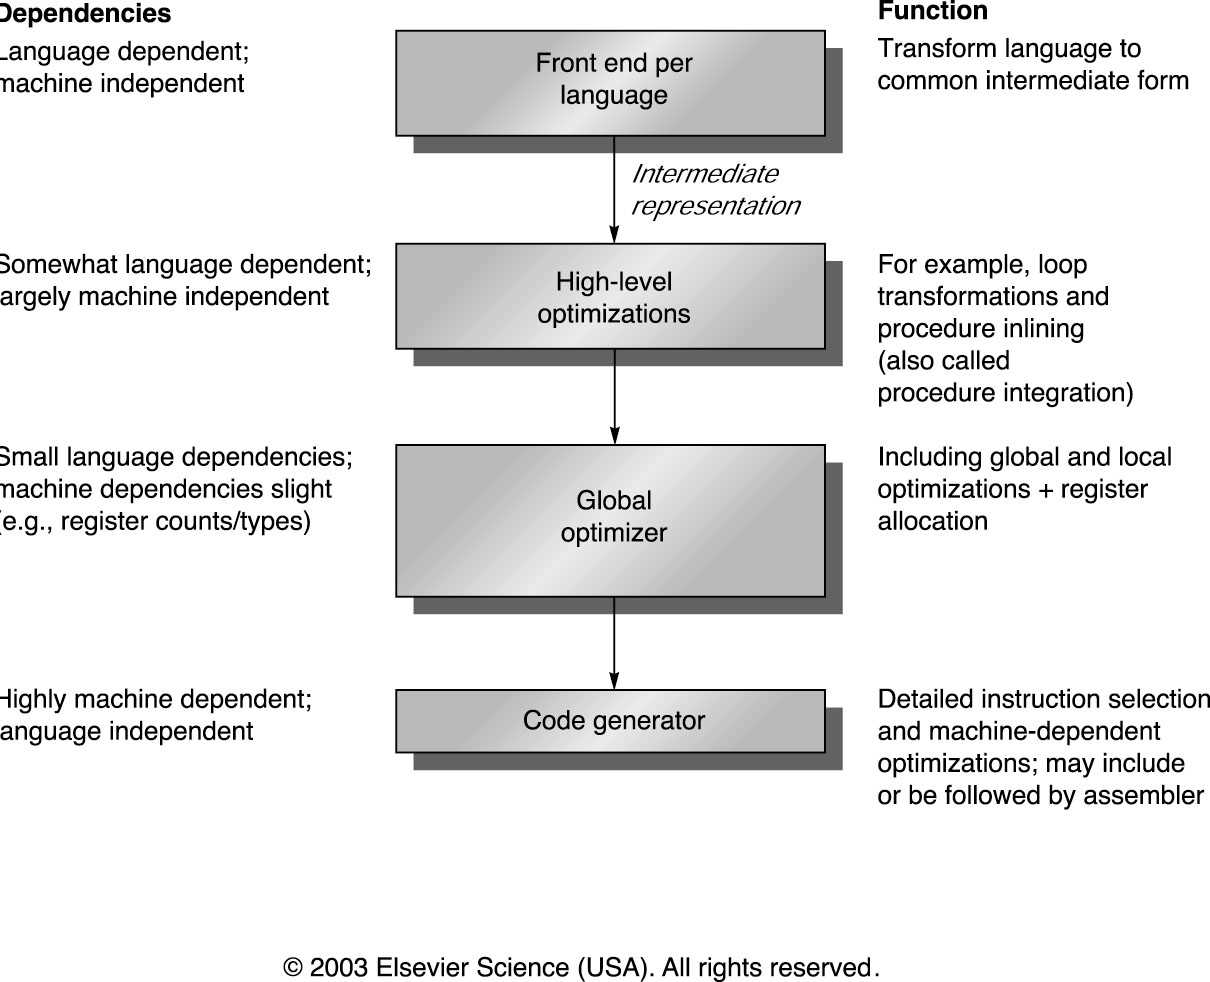 Dependencies
Function
Language dependent;
machine independent
Front end per
language
Transform language to
common intermediate form
Intermediate
representation
Somewhat language dependent;
largely machine independent
High-level
optimizations
For example, loop
transformations and
procedure inlining
(also called
procedure integration)
Small language dependencies;
machine dependencies slight
(e.g., register counts/types)
Global
optimizer
Including global and local
optimizations + register
allocation
Highly machine dependent;
language independent
Code generator
Detailed instruction selection
and machine-dependent
optimizations; may include
or be followed by assembler
© 2003 Elsevier Science (USA). All rights reserved.